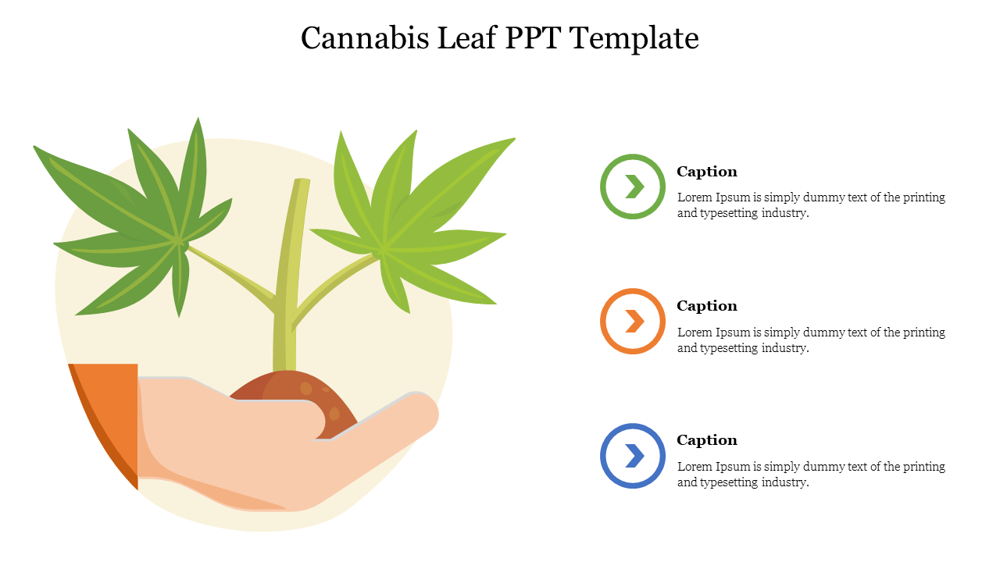 Cannabis Leaf PPT Template
Caption
Lorem Ipsum is simply dummy text of the printing
and typesetting industry.
Caption
Lorem Ipsum is simply dummy text of the printing
and typesetting industry.
Caption
Lorem Ipsum is simply dummy text of the printing
and typesetting industry.